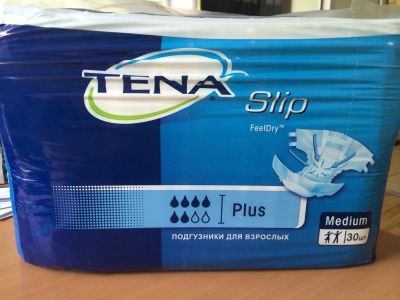 TENA®
Slip
FeelDry™
Plus
ПОДГУЗНИКИ ДЛЯ ВЗРОСЛЫХ
Medium
30шт.